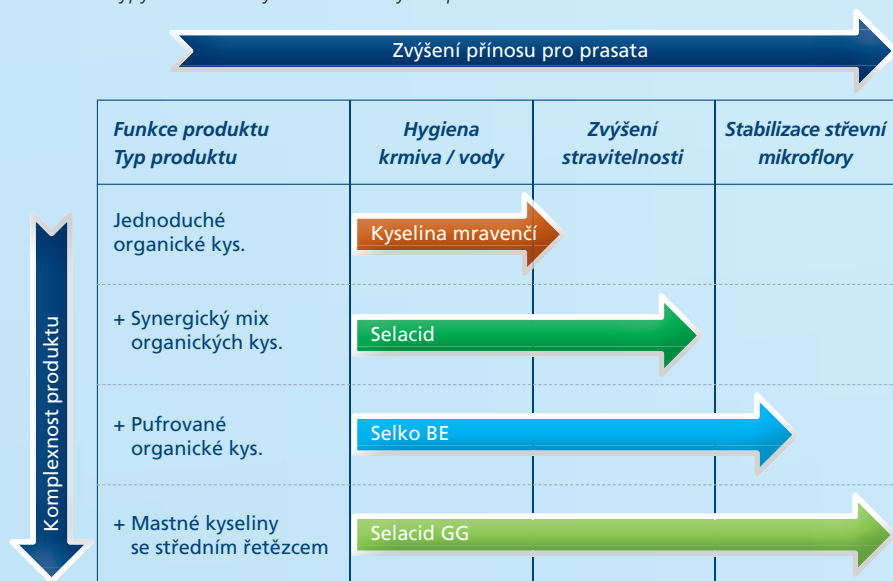 Zvýšení přínosu pro prasata
Funkce produktu
Typ produktu
Hygiena
krmiva / vody
Zvýšení
stravitelnosti
Stabilizace střevní
mikroflory
Komplexnost produktu
Jednoduché
organické kys.
Kyselina mravenčí
+ Synergický mix
organických kys.
Selacid
+ Pufrované
organické kys.
Selko BE
+ Mastné kyseliny
se středním řetězcem
Selacid GG